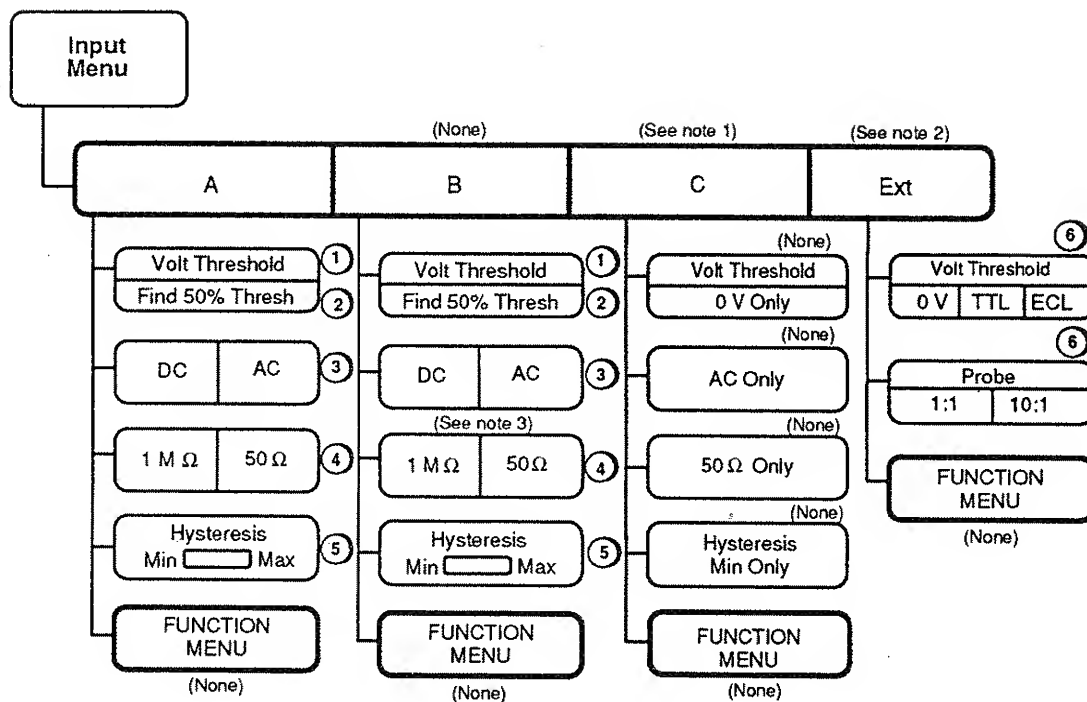 Input
Menu
(None)
(See note 1)
(See note 2)
A
B
C
Ext
Volt Threshold
1
Find 50% Thresh
2
DC
AC
3
1 M Ω
50 Ω
4
Hysteresis
Min
Max
5
FUNCTION
MENU
(None)
Volt Threshold
1
Find 50% Thresh
2
DC
AC
3
(See note 3)
1 M Ω
50 Ω
4
Hysteresis
Min
Max
5
FUNCTION
MENU
(None)
(None)
Volt Threshold
0 V Only
(None)
AC Only
(None)
50 Ω Only
(None)
Hysteresis
Min Only
FUNCTION
MENU
(None)
6
Volt Threshold
0 V
TTL
ECL
6
Probe
1:1
10:1
FUNCTION
MENU
(None)